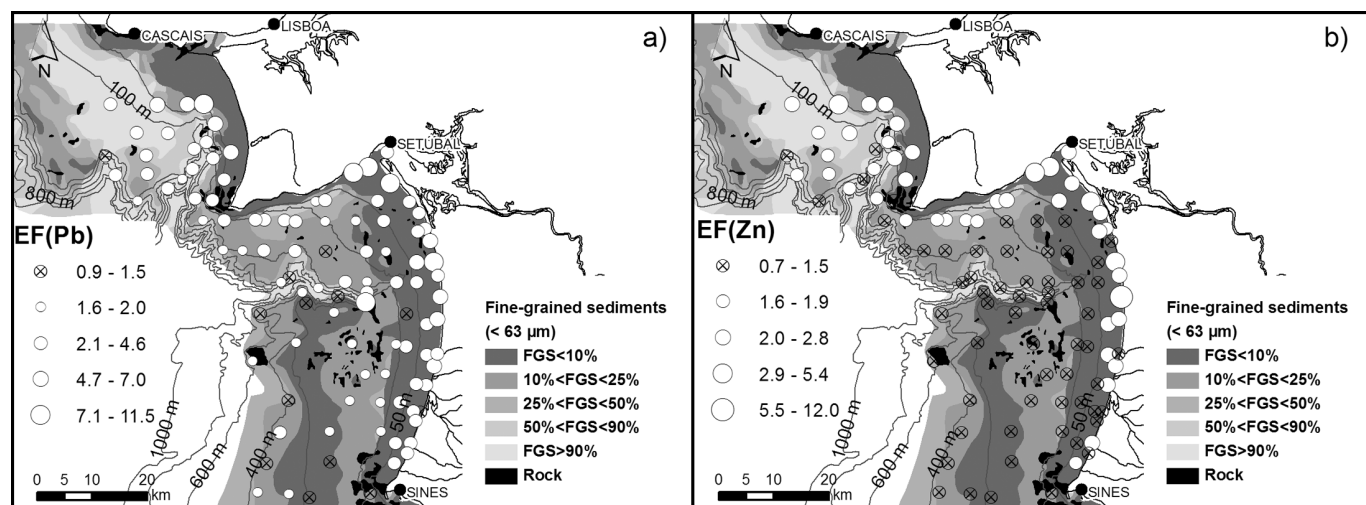 a)
CASCAIS
LISBOA
N
100 m
SETÚBAL
800 m
EF(Pb)
0.9 - 1.5
1.6 - 2.0
2.1 - 4.6
4.7 - 7.0
7.1 - 11.5
Fine-grained sediments
(< 63 µm)
FGS<10%
10%<FGS<25%
25%<FGS<50%
50%<FGS<90%
FGS>90%
Rock
1000 m
600 m
400 m
50 m
SINES
0 5 10 20
km
b)
CASCAIS
LISBOA
N
100 m
SETÚBAL
800 m
EF(Zn)
0.7 - 1.5
1.6 - 1.9
2.0 - 2.8
2.9 - 5.4
5.5 - 12.0
Fine-grained sediments
(< 63 µm)
FGS<10%
10%<FGS<25%
25%<FGS<50%
50%<FGS<90%
FGS>90%
Rock
1000 m
600 m
400 m
50 m
SINES
0 5 10 20
km